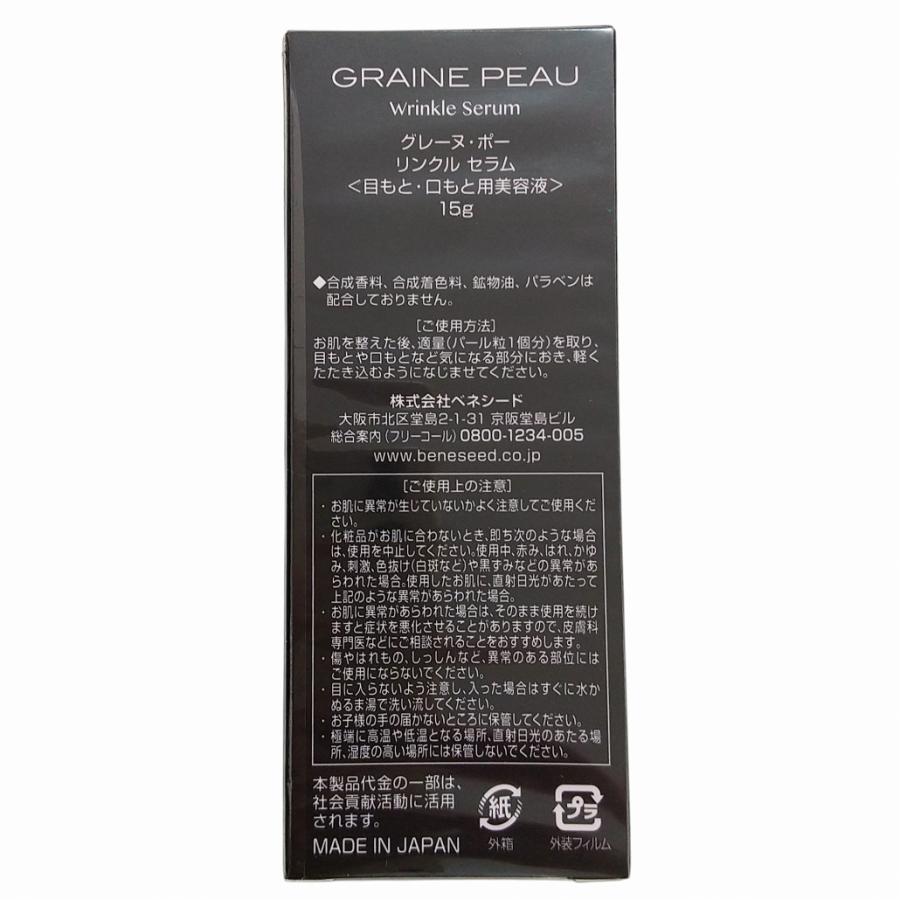 GRAINE PEAU
Wrinkle Serum
グレーヌ・ポー
リンクル セラム
＜目もと・口もと用美容液＞
15g
◆合成香料、合成着色料、鉱物油、パラベンは
配合しておりません。
［ご使用方法］
お肌を整えた後、適量（パール粒1個分）を取り、
目もとや口もとなど気になる部分におき、軽く
たたき込むようになじませてください。
株式会社ベネシード
大阪市北区堂島2-1-31 京阪堂島ビル
総合案内（フリーコール）0800-1234-005
www.beneseed.co.jp
［ご使用上の注意］
・お肌に異常が生じていないかよく注意してご使用くだ
さい。
・化粧品がお肌に合わないとき、即ち次のような場合
は、使用を中止してください。使用中、赤み、はれ、かゆ
み、刺激、色抜け（白斑など）や黒ずみなどの異常があ
らわれた場合。使用したお肌に、直射日光があたって
上記のような異常があらわれた場合。
・お肌に異常があらわれた場合は、そのまま使用を続け
ますと症状を悪化させることがありますので、皮膚科
専門医などにご相談されることをおすすめします。
・傷やはれもの、しっしんなど、異常のある部位には
ご使用にならないでください。
・目に入らないよう注意し、入った場合はすぐに水か
ぬるま湯で洗い流してください。
・お子様の手の届かないところに保管してください。
・極端に高温や低温となる場所、直射日光のあたる場
所、湿度の高い場所には保管しないでください。
本製品代金の一部は、
社会貢献活動に活用
されます。
MADE IN JAPAN
紙
外箱
プラ
外装フィルム